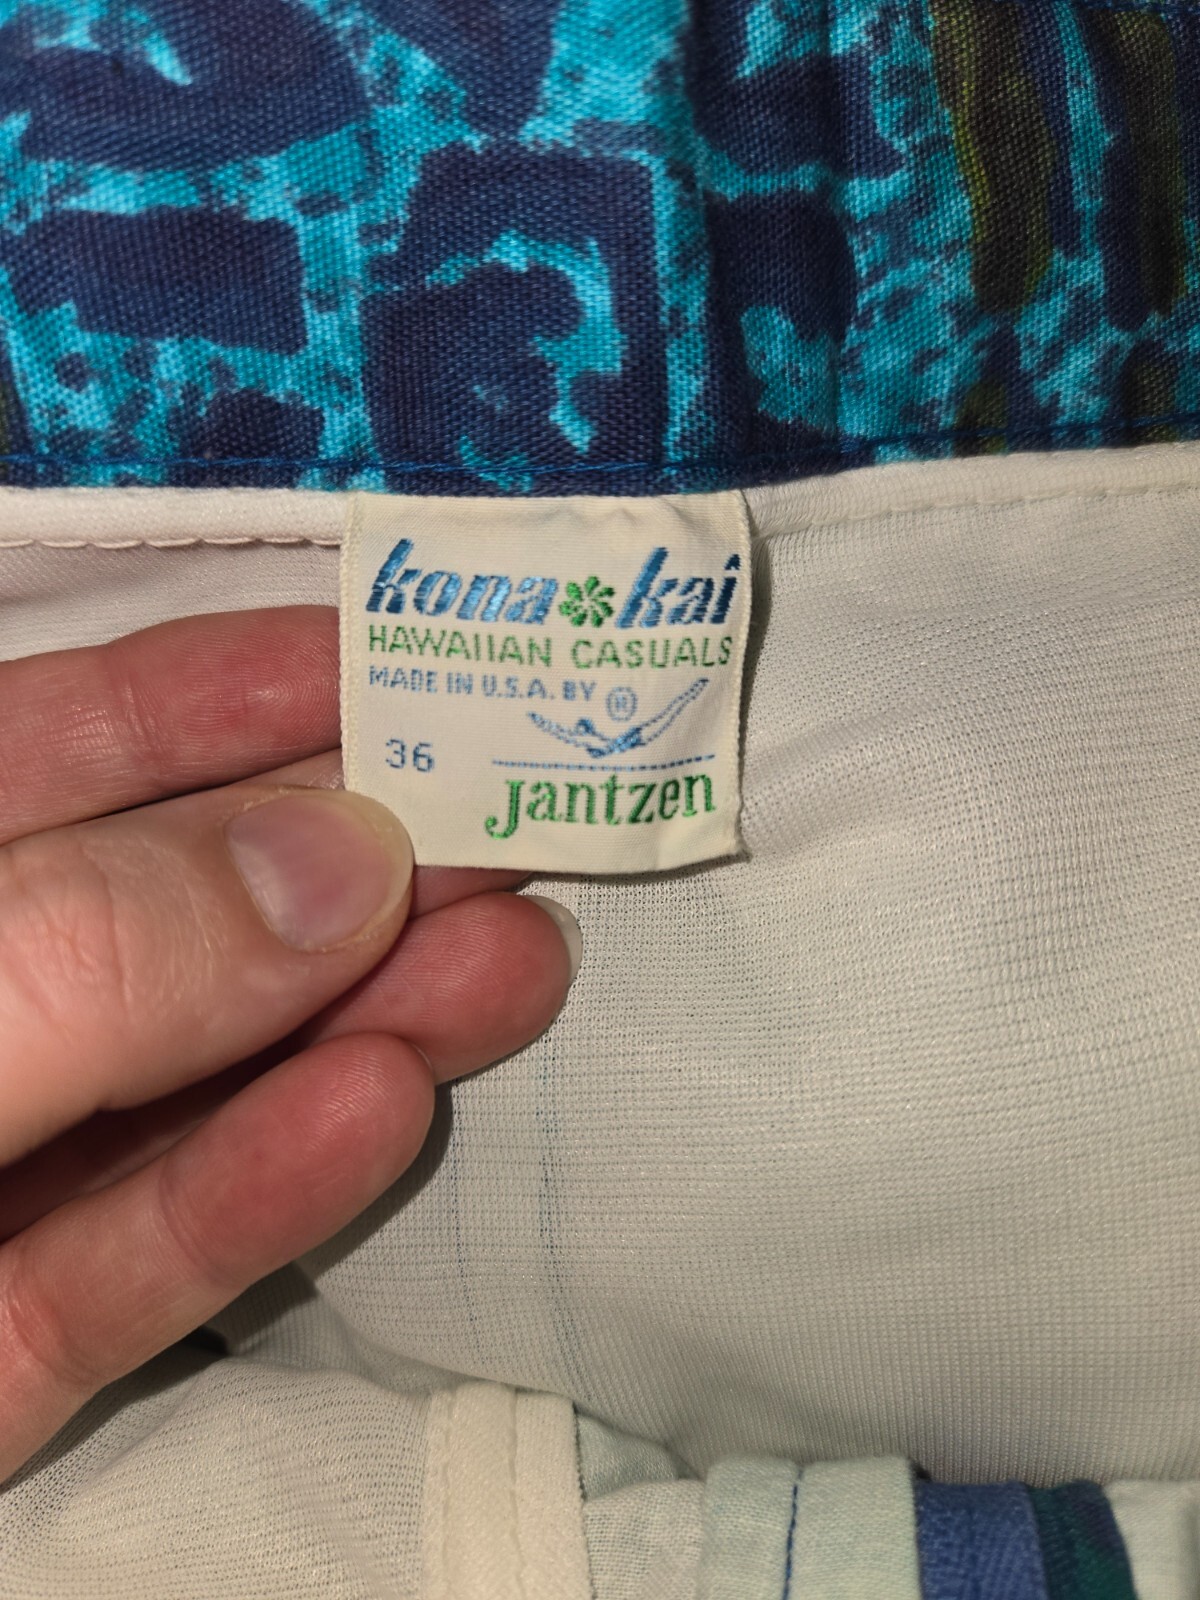 kona kai
HAWAIIAN CASUALS
MADE IN U.S.A. BY ®
36
Jantzen